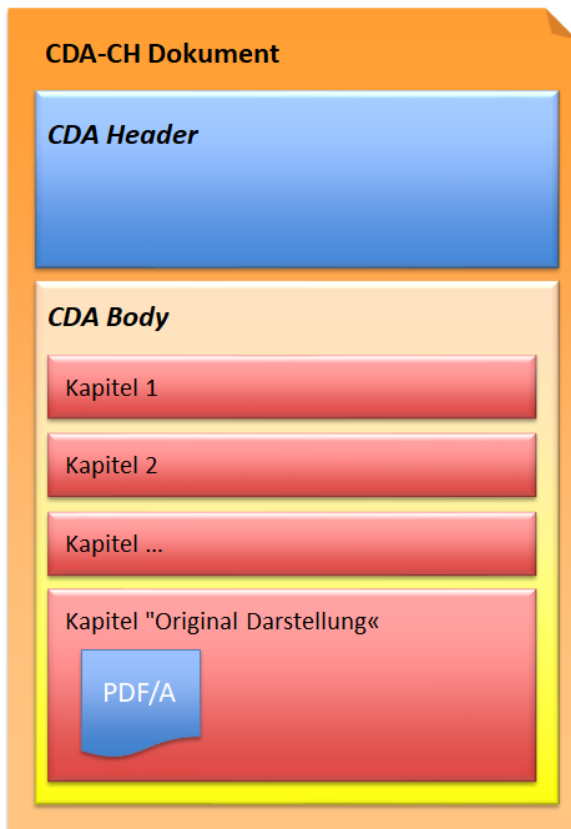 CDA-CH Dokument
CDA Header
CDA Body
Kapitel 1
Kapitel 2
Kapitel ...
Kapitel "Original Darstellung«
PDF/A